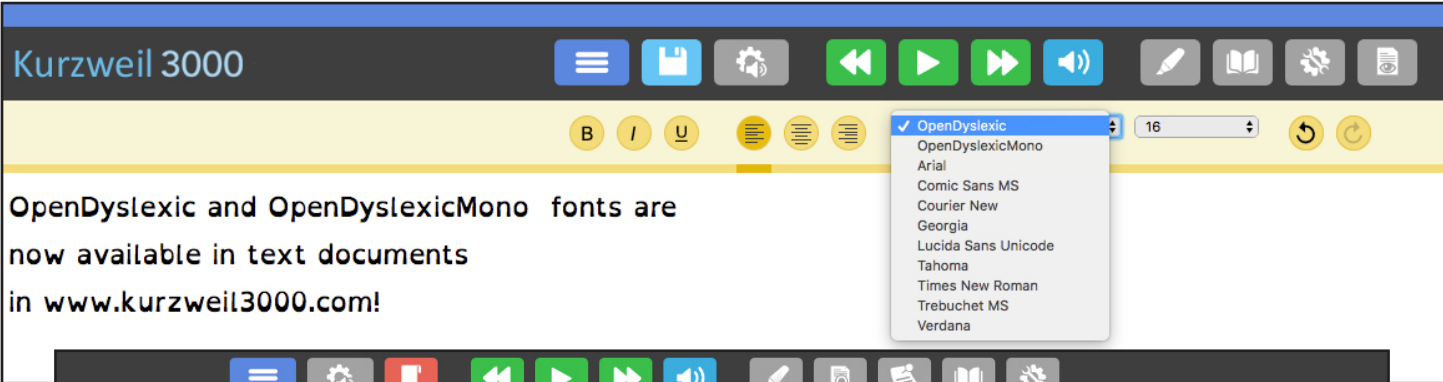 Kurzweil 3000
B I U
OpenDyslexic
16
OpenDyslexicMono
Arial
Comic Sans MS
Courier New
Georgia
Lucida Sans Unicode
Tahoma
Times New Roman
Trebuchet MS
Verdana
OpenDyslexic and OpenDyslexicMono fonts are
now available in text documents
in www.kurzweil3000.com!